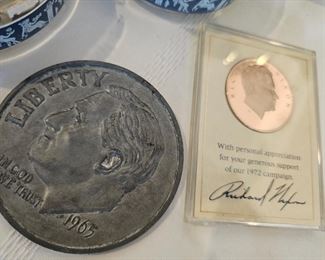 LIBERTY
IN GOD
WE TRUST
1965
With personal appreciation
for your generous support
of our 1972 campaign.
Richard Nixon